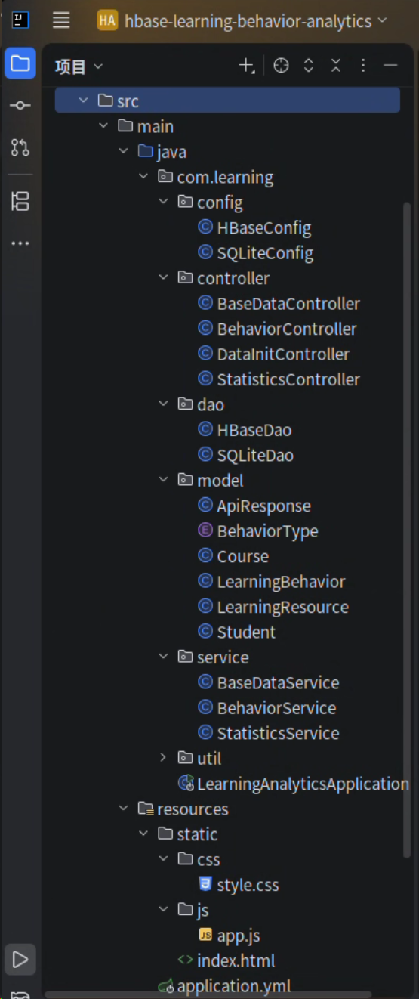 HA hbase-learning-behavior-analytics
项目
src
main
java
com.learning
config
HBaseConfig
SQLiteConfig
controller
BaseDataController
BehaviorController
DataInitController
StatisticsController
dao
HBaseDao
SQLiteDao
model
ApiResponse
BehaviorType
Course
LearningBehavior
LearningResource
Student
service
BaseDataService
BehaviorService
StatisticsService
util
LearningAnalyticsApplication
resources
static
css
style.css
js
app.js
index.html
application.yml